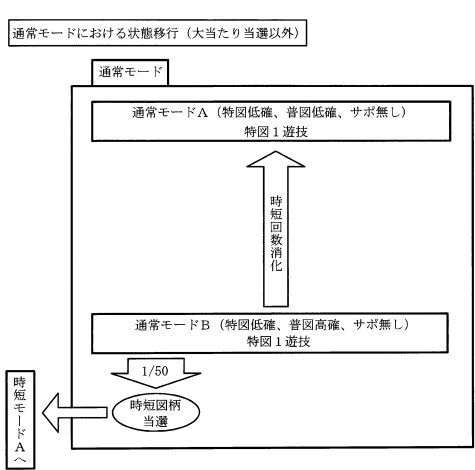 通常モードにおける状態移行（大当たり当選以外）
通常モード
通常モードＡ（特図低確、普図低確、サポ無し）
特図１遊技
時短回数消化
通常モードＢ（特図低確、普図高確、サポ無し）
特図１遊技
1/50
時短図柄
当選
時短モードＡへ